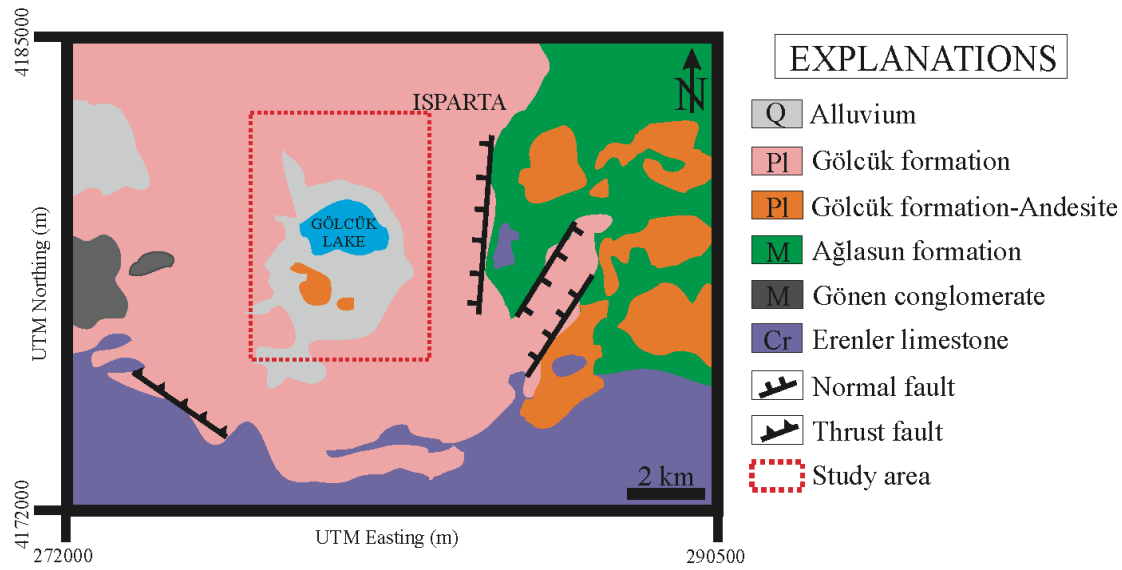 4185000
UTM Northing (m)
4172000
272000
UTM Easting (m)
290500
ISPARTA
N
GÖLCÜK
LAKE
2 km
EXPLANATIONS
Q Alluvium
Pl Gölcük formation
Pl Gölcük formation-Andesite
M Ağlasun formation
M Gönen conglomerate
Cr Erenler limestone
Normal fault
Thrust fault
Study area